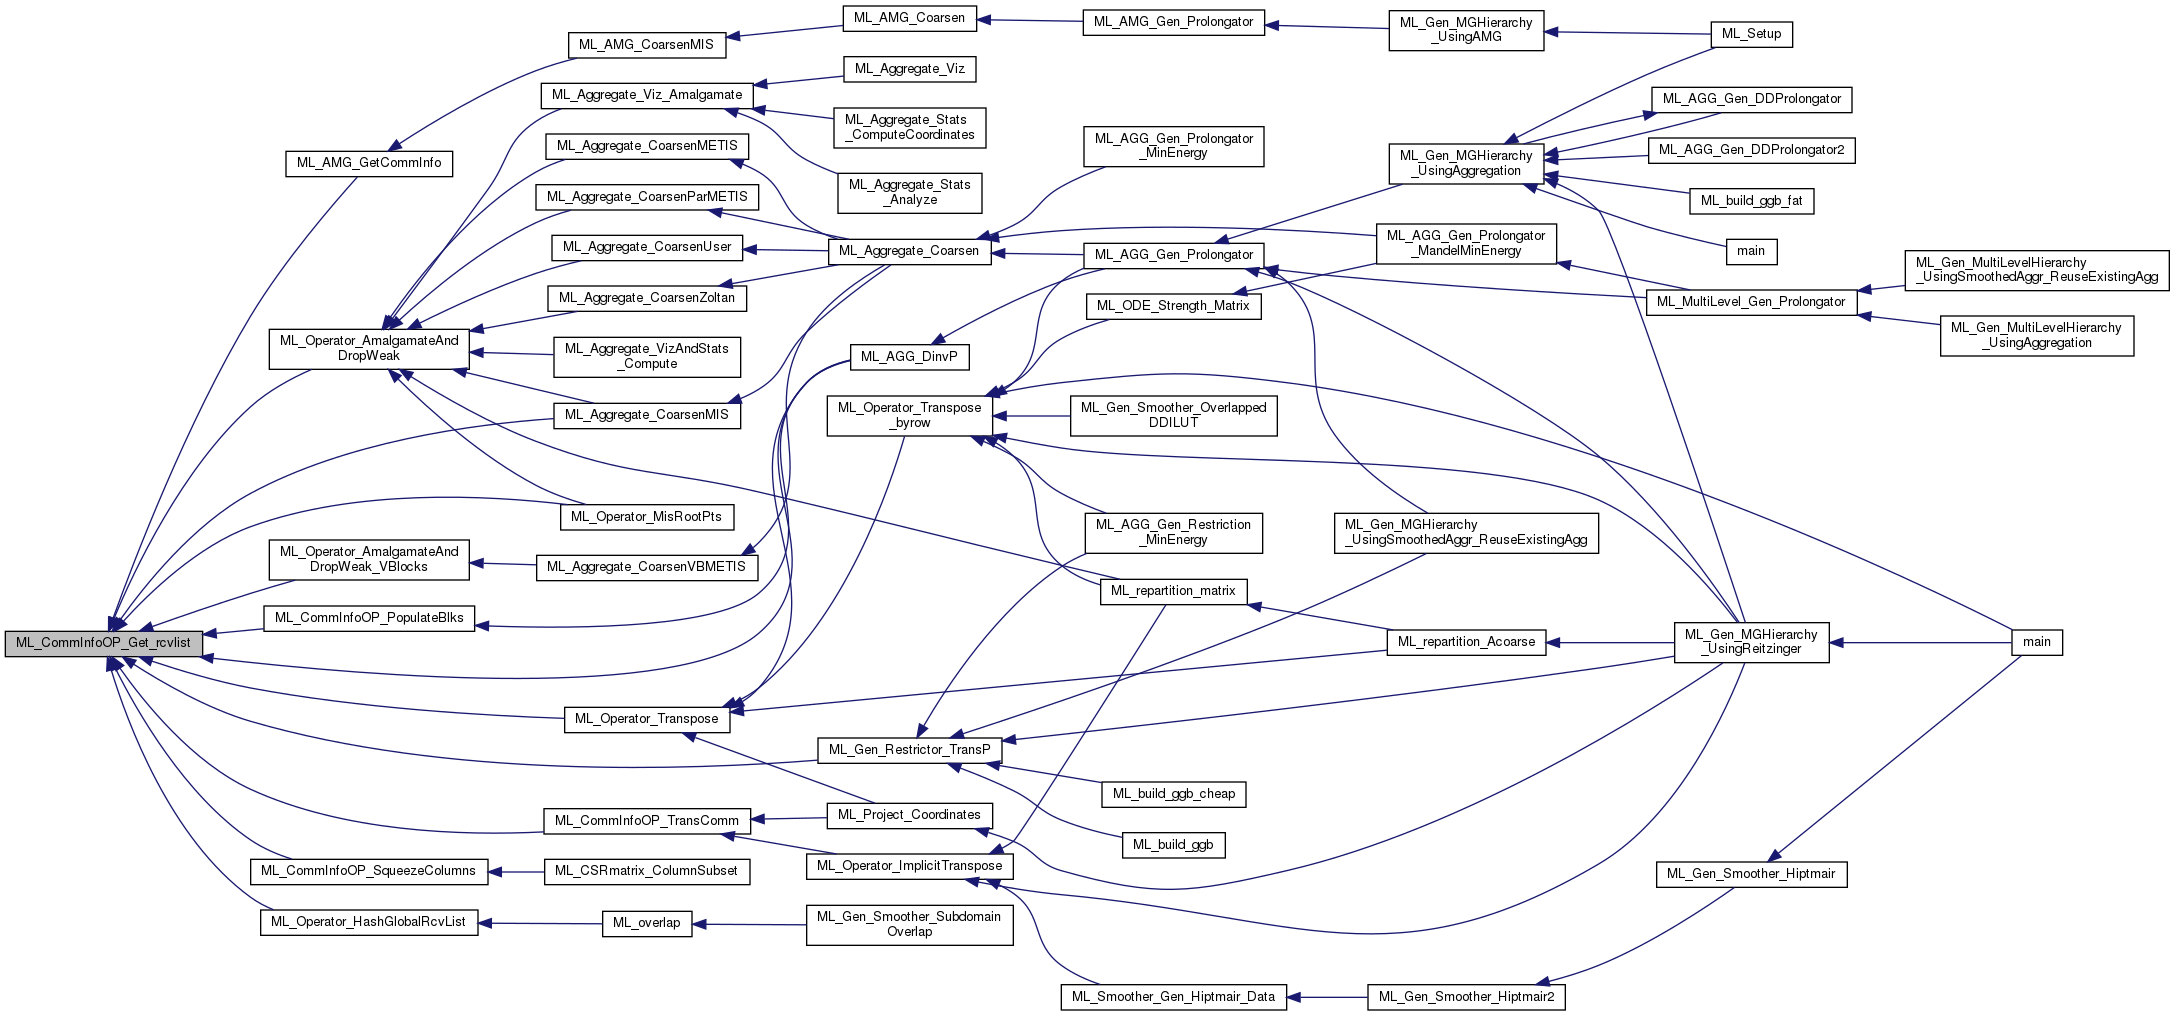 ML_CommInfoOP_Get_rcvlist
ML_AMG_GetCommInfo
ML_Operator_AmalgamateAnd
DropWeak
ML_Operator_AmalgamateAnd
DropWeak_VBlocks
ML_CommInfoOP_PopulateBlks
ML_CommInfoOP_SqueezeColumns
ML_Operator_HashGlobalRcvList
ML_AMG_CoarsenMIS
ML_Aggregate_Viz_Amalgamate
ML_Aggregate_CoarsenMETIS
ML_Aggregate_CoarsenParMETIS
ML_Aggregate_CoarsenUser
ML_Aggregate_CoarsenZoltan
ML_Aggregate_VizAndStats
_Compute
ML_Aggregate_CoarsenMIS
ML_Operator_MisRootPts
ML_Aggregate_CoarsenVBMETIS
ML_Operator_Transpose
ML_CommInfoOP_TransComm
ML_CSRmatrix_ColumnSubset
ML_overlap
ML_AMG_Coarsen
ML_Aggregate_Viz
ML_Aggregate_Stats
_ComputeCoordinates
ML_Aggregate_Stats
_Analyze
ML_Aggregate_Coarsen
ML_AGG_DinvP
ML_Operator_Transpose
_byrow
ML_Gen_Restrictor_TransP
ML_Project_Coordinates
ML_Operator_ImplicitTranspose
ML_Gen_Smoother_Subdomain
Overlap
ML_AMG_Gen_Prolongator
ML_AGG_Gen_Prolongator
_MinEnergy
ML_AGG_Gen_Prolongator
ML_ODE_Strength_Matrix
ML_Gen_Smoother_Overlapped
DDILUT
ML_AGG_Gen_Restriction
_MinEnergy
ML_repartition_matrix
ML_build_ggb_cheap
ML_build_ggb
ML_Smoother_Gen_Hiptmair_Data
ML_Gen_MGHierarchy
_UsingAMG
ML_Gen_MGHierarchy
_UsingAggregation
ML_AGG_Gen_Prolongator
_MandelMinEnergy
ML_Gen_MGHierarchy
_UsingSmoothedAggr_ReuseExistingAgg
ML_repartition_Acoarse
ML_Gen_Smoother_Hiptmair2
ML_Setup
ML_AGG_Gen_DDProlongator
ML_AGG_Gen_DDProlongator2
ML_build_ggb_fat
main
ML_MultiLevel_Gen_Prolongator
ML_Gen_MGHierarchy
_UsingReitzinger
ML_Gen_Smoother_Hiptmair
ML_Gen_MultiLevelHierarchy
_UsingSmoothedAggr_ReuseExistingAgg
ML_Gen_MultiLevelHierarchy
_UsingAggregation
main